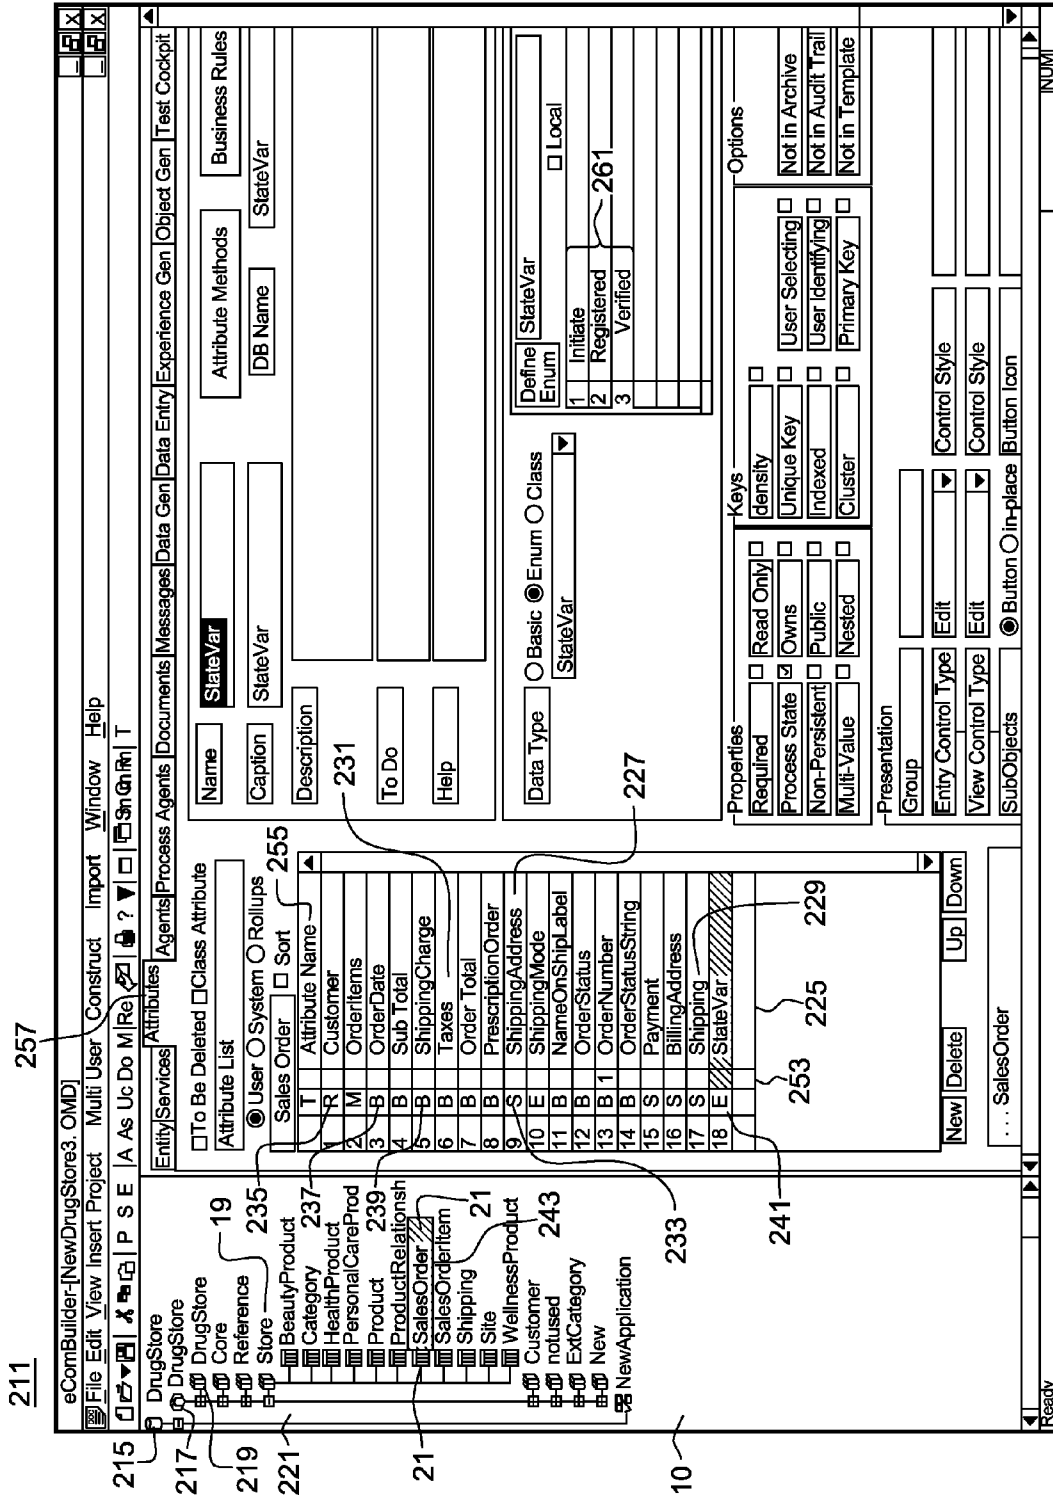 211
257
eComBuilder-[NewDrugStore3. OMD]
File Edit View Insert Project Multi User Construct Import Window Help
P S E A As Uc Do M Re ? T
Entity Services Attributes Agents Process Agents Documents Messages Data Gen Data Entry Experience Gen Object Gen Test Cockpit
215
217
219
221
21
10
DrugStore
DrugStore
DrugStore
Core
Reference
Store
19
BeautyProduct
Category
HealthProduct
PersonalCareProd
Product
ProductRelationsh
SalesOrder
21
SalesOrderItem
243
Shipping
Site
WellnessProduct
Customer
notused
ExtCategory
New
NewApplication
To Be Deleted Class Attribute
Attribute List
User System Rollups
Sales Order Sort
255
235
237
239
233
241
T Attribute Name
1 R Customer
2 M OrderItems
3 B OrderDate
4 B Sub Total
5 B ShippingCharge
6 B Taxes
7 B Order Total
8 B PrescriptionOrder
9 S ShippingAddress
10 E ShippingMode
11 B NameOnShipLabel
12 B OrderStatus
13 B 1 OrderNumber
14 B OrderStatusString
15 S Payment
16 S BillingAddress
17 S Shipping
18 E StateVar
231
227
229
253
225
New Delete Up Down
. . . SalesOrder
Name StateVar Attribute Methods Business Rules
Caption StateVar DB Name StateVar
Description
To Do
Help
Data Type Basic Enum Class
StateVar
Define Enum StateVar
Local
1 Initiate
2 Registered
3 Verified
261
Properties
Required Read Only
Process State Owns
Non-Persistent Public
Multi-Value Nested
Keys
density
Unique Key User Selecting
Indexed User Identifying
Cluster Primary Key
Options
Not in Archive
Not in Audit Trail
Not in Template
Presentation
Group
Entry Control Type Edit Control Style
View Control Type Edit Control Style
SubObjects Button in-place Button Icon
Ready
NUM